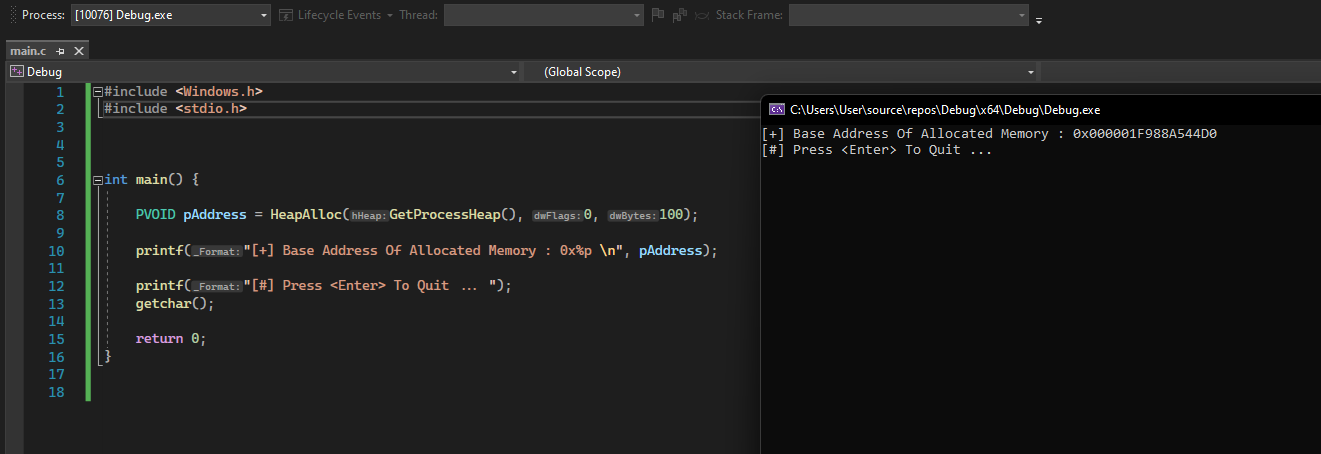 Process: [10076] Debug.exe Lifecycle Events Thread: Stack Frame:
main.c
Debug (Global Scope)
1 #include <Windows.h>
2 #include <stdio.h>
3
4
5
6 int main() {
7
8 PVOID pAddress = HeapAlloc(hHeap:GetProcessHeap(), dwFlags:0, dwBytes:100);
9
10 printf(_Format:"[+] Base Address Of Allocated Memory : 0x%p \n", pAddress);
11
12 printf(_Format:"[#] Press <Enter> To Quit ... ");
13 getchar();
14
15 return 0;
16 }
17
18
C:\Users\User\source\repos\Debug\x64\Debug\Debug.exe
[+] Base Address Of Allocated Memory : 0x000001F988A544D0
[#] Press <Enter> To Quit ...